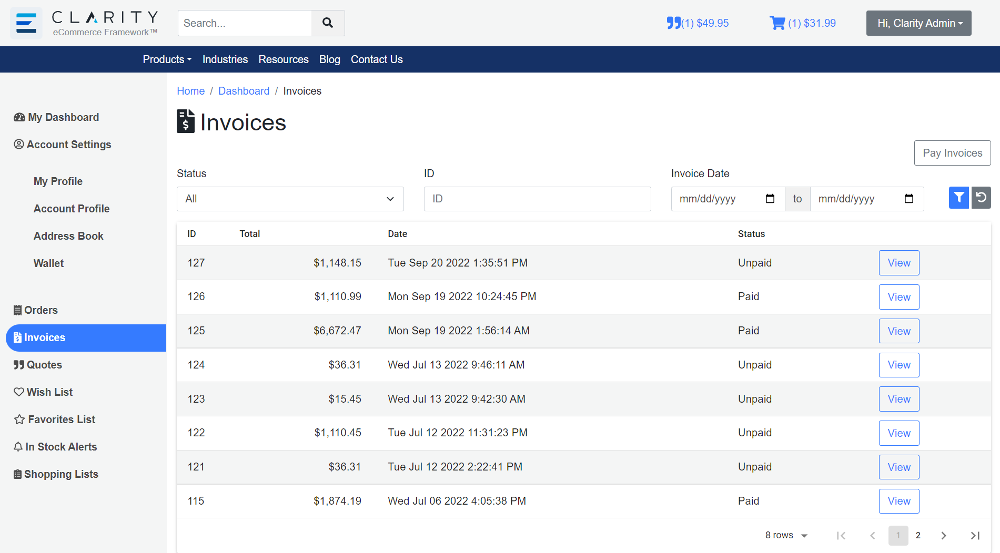 CLARITY
eCommerce Framework™
Search...
(1) $49.95
(1) $31.99
Hi, Clarity Admin
Products
Industries
Resources
Blog
Contact Us
My Dashboard
Account Settings
My Profile
Account Profile
Address Book
Wallet
Orders
Invoices
Quotes
Wish List
Favorites List
In Stock Alerts
Shopping Lists
Home / Dashboard / Invoices
Invoices
Pay Invoices
Status
All
ID
ID
Invoice Date
mm/dd/yyyy to mm/dd/yyyy
ID Total Date Status
127 $1,148.15 Tue Sep 20 2022 1:35:51 PM Unpaid View
126 $1,110.99 Mon Sep 19 2022 10:24:45 PM Paid View
125 $6,672.47 Mon Sep 19 2022 1:56:14 AM Paid View
124 $36.31 Wed Jul 13 2022 9:46:11 AM Unpaid View
123 $15.45 Wed Jul 13 2022 9:42:30 AM Unpaid View
122 $1,110.45 Tue Jul 12 2022 11:31:23 PM Unpaid View
121 $36.31 Tue Jul 12 2022 2:22:41 PM Unpaid View
115 $1,874.19 Wed Jul 06 2022 4:05:38 PM Paid View
8 rows 1 2